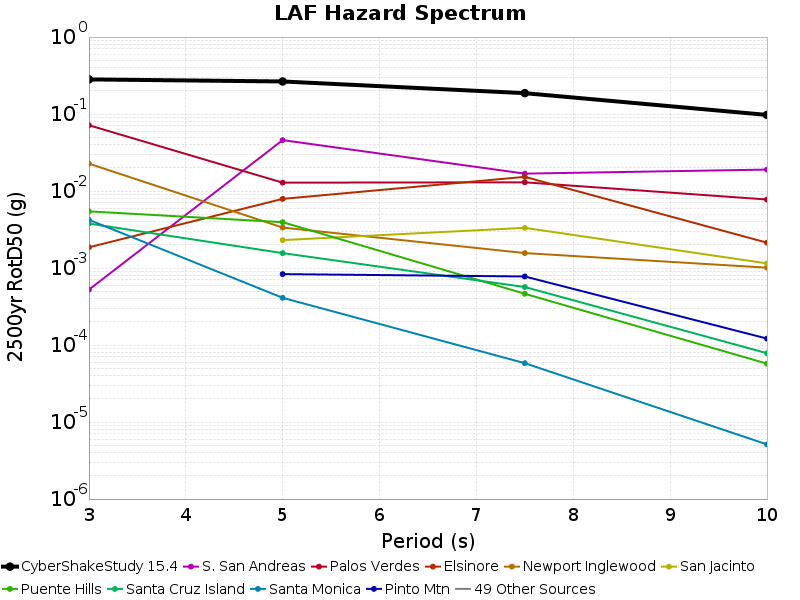 LAF Hazard Spectrum
10^0
10^-1
10^-2
10^-3
10^-4
10^-5
10^-6
2500yr RotD50 (g)
3 4 5 6 7 8 9 10
Period (s)
CyberShakeStudy 15.4 S. San Andreas Palos Verdes Elsinore Newport Inglewood San Jacinto
Puente Hills Santa Cruz Island Santa Monica Pinto Mtn 49 Other Sources